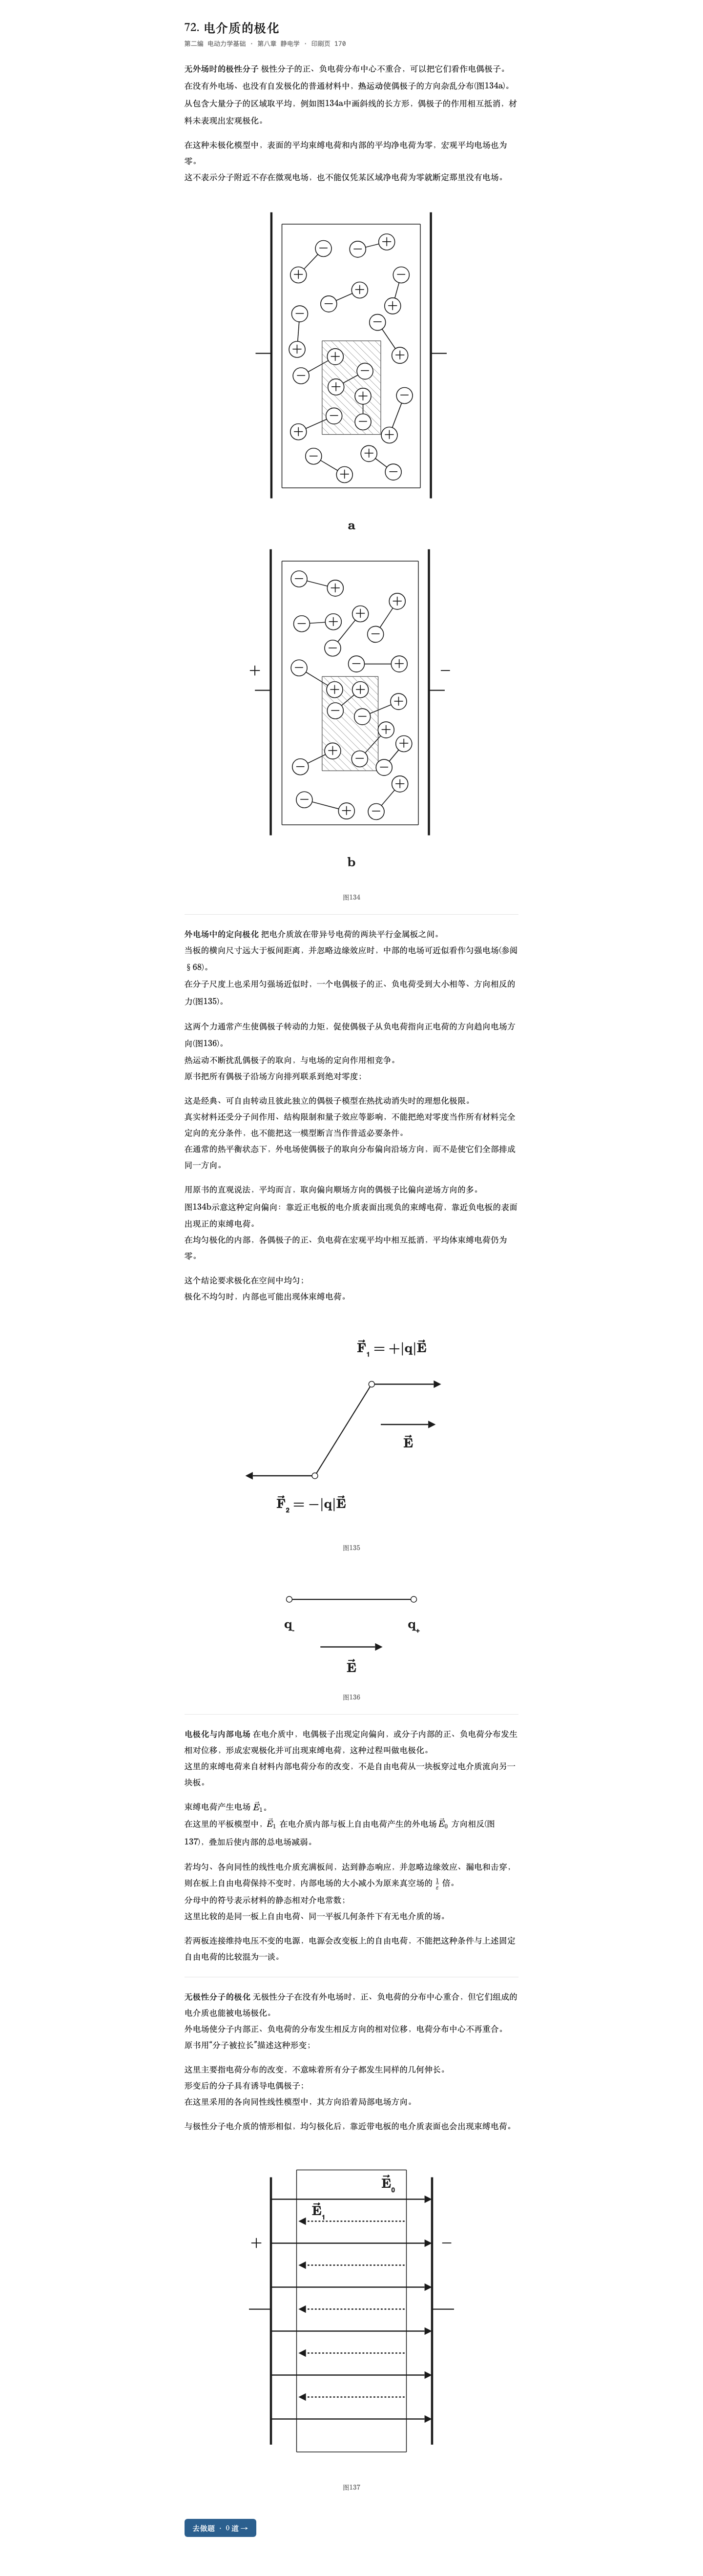 72. 电介质的极化
第二编 电动力学基础 · 第八章 静电学 · 印刷页 170
无外场时的极性分子 极性分子的正、负电荷分布中心不重合，可以把它们看作电偶极子。
在没有外电场、也没有自发极化的普通材料中，热运动使偶极子的方向杂乱分布(图134a)。
从包含大量分子的区域取平均，例如图134a中画斜线的长方形，偶极子的作用相互抵消，材
料未表现出宏观极化。
在这种未极化模型中，表面的平均束缚电荷和内部的平均净电荷为零，宏观平均电场也为
零。
这不表示分子附近不存在微观电场，也不能仅凭某区域净电荷为零就断定那里没有电场。
a
+ −
b
图134
外电场中的定向极化 把电介质放在带异号电荷的两块平行金属板之间。
当板的横向尺寸远大于板间距离，并忽略边缘效应时，中部的电场可近似看作匀强电场(参阅
§68)。
在分子尺度上也采用匀强场近似时，一个电偶极子的正、负电荷受到大小相等、方向相反的
力(图135)。
这两个力通常产生使偶极子转动的力矩，促使偶极子从负电荷指向正电荷的方向趋向电场方
向(图136)。
热运动不断扰乱偶极子的取向，与电场的定向作用相竞争。
原书把所有偶极子沿场方向排列联系到绝对零度；
这是经典、可自由转动且彼此独立的偶极子模型在热扰动消失时的理想化极限。
真实材料还受分子间作用、结构限制和量子效应等影响，不能把绝对零度当作所有材料完全
定向的充分条件，也不能把这一模型断言当作普适必要条件。
在通常的热平衡状态下，外电场使偶极子的取向分布偏向沿场方向，而不是使它们全部排成
同一方向。
用原书的直观说法，平均而言，取向偏向顺场方向的偶极子比偏向逆场方向的多。
图134b示意这种定向偏向：靠近正电板的电介质表面出现负的束缚电荷，靠近负电板的表面
出现正的束缚电荷。
在均匀极化的内部，各偶极子的正、负电荷在宏观平均中相互抵消，平均体束缚电荷仍为
零。
这个结论要求极化在空间中均匀；
极化不均匀时，内部也可能出现体束缚电荷。
F⃗₁ = +|q|E⃗
E⃗
F⃗₂ = −|q|E⃗
图135
q₋ q₊
E⃗
图136
电极化与内部电场 在电介质中，电偶极子出现定向偏向，或分子内部的正、负电荷分布发生
相对位移，形成宏观极化并可出现束缚电荷，这种过程叫做电极化。
这里的束缚电荷来自材料内部电荷分布的改变，不是自由电荷从一块板穿过电介质流向另一
块板。
束缚电荷产生电场 E⃗₁。
在这里的平板模型中，E⃗₁ 在电介质内部与板上自由电荷产生的外电场 E⃗₀ 方向相反(图
137)，叠加后使内部的总电场减弱。
若均匀、各向同性的线性电介质充满板间，达到静态响应，并忽略边缘效应、漏电和击穿，
则在板上自由电荷保持不变时，内部电场的大小减小为原来真空场的 1/ε 倍。
分母中的符号表示材料的静态相对介电常数；
这里比较的是同一板上自由电荷、同一平板几何条件下有无电介质的场。
若两板连接维持电压不变的电源，电源会改变板上的自由电荷，不能把这种条件与上述固定
自由电荷的比较混为一谈。
无极性分子的极化 无极性分子在没有外电场时，正、负电荷的分布中心重合，但它们组成的
电介质也能被电场极化。
外电场使分子内部正、负电荷的分布发生相反方向的相对位移，电荷分布中心不再重合。
原书用“分子被拉长”描述这种形变；
这里主要指电荷分布的改变，不意味着所有分子都发生同样的几何伸长。
形变后的分子具有诱导电偶极子；
在这里采用的各向同性线性模型中，其方向沿着局部电场方向。
与极性分子电介质的情形相似，均匀极化后，靠近带电板的电介质表面也会出现束缚电荷。
E⃗₀
E⃗₁
+ −
图137
去做题 · 0 道 →